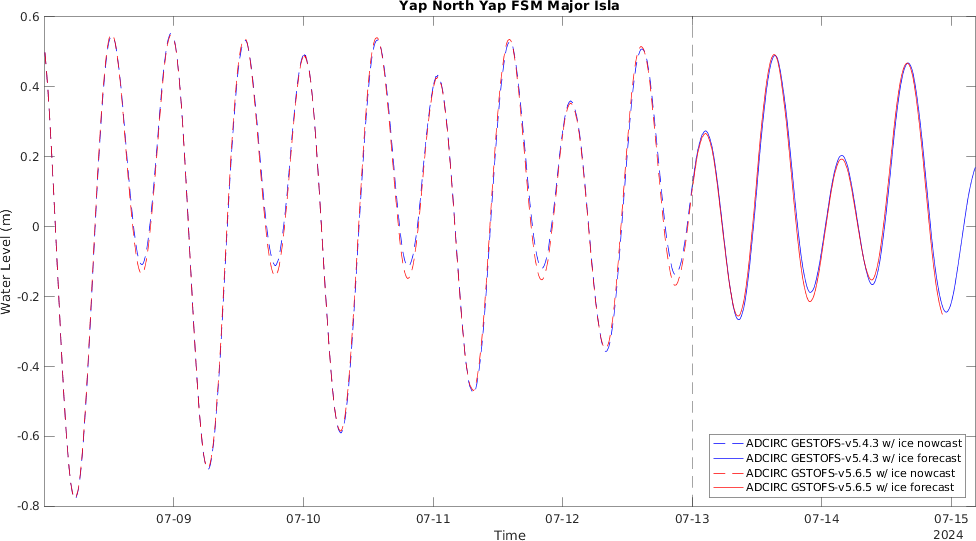 Yap North Yap FSM Major Isla
Water Level (m)
0.6
0.4
0.2
0
-0.2
-0.4
-0.6
-0.8
ADCIRC GESTOFS-v5.4.3 w/ ice nowcast
ADCIRC GESTOFS-v5.4.3 w/ ice forecast
ADCIRC GSTOFS-v5.6.5 w/ ice nowcast
ADCIRC GSTOFS-v5.6.5 w/ ice forecast
07-09 07-10 07-11 07-12 07-13 07-14 07-15
2024
Time